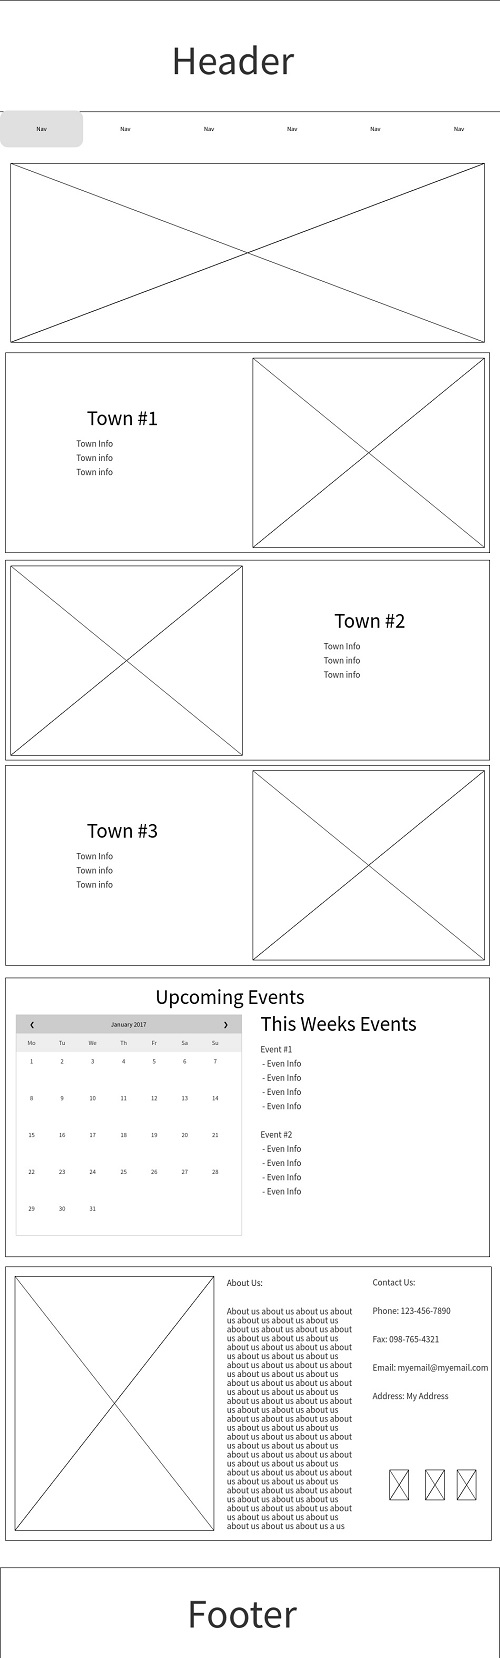 Header
Nav Nav Nav Nav Nav Nav
Town #1
Town Info
Town info
Town info
Town #2
Town Info
Town info
Town info
Town #3
Town Info
Town info
Town info
Upcoming Events
❮ January 2017 ❯
Mo Tu We Th Fr Sa Su
1 2 3 4 5 6 7
8 9 10 11 12 13 14
15 16 17 18 19 20 21
22 23 24 25 26 27 28
29 30 31
This Weeks Events
Event #1
- Even Info
- Even Info
- Even Info
- Even Info
Event #2
- Even Info
- Even Info
- Even Info
- Even Info
About Us:
About us about us about us about
us about us about us about us
about us about us about us about
us about us about us about us
about us about us about us about
us about us about us about us
about us about us about us about
us about us about us about us
about us about us about us about
us about us about us about us
about us about us about us about
us about us about us about us
about us about us about us about
us about us about us about us
about us about us about us about
us about us about us about us
about us about us about us about
us about us about us about us
about us about us about us about
us about us about us about us
about us about us about us about
us about us about us about us
about us about us about us about
us about us about us about us
about us about us about us a us
Contact Us:
Phone: 123-456-7890
Fax: 098-765-4321
Email: myemail@myemail.com
Address: My Address
Footer